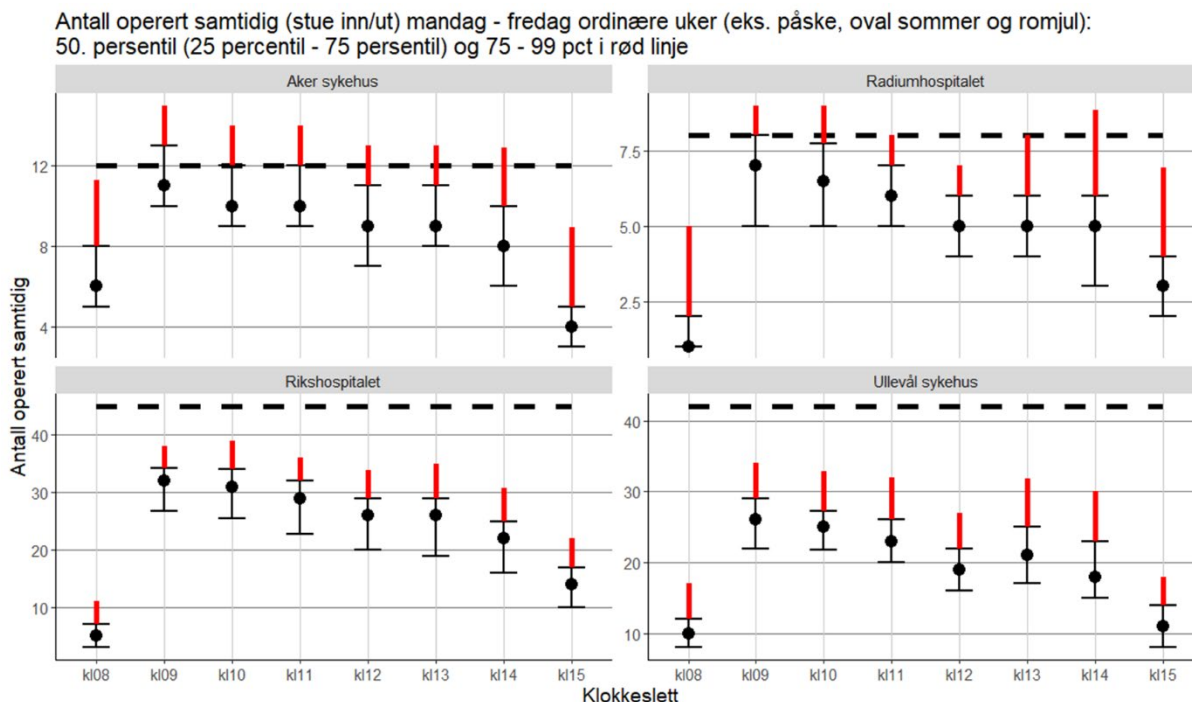 Antall operert samtidig (stue inn/ut) mandag - fredag ordinære uker (eks. påske, oval sommer og romjul):
50. persentil (25 percentil - 75 persentil) og 75 - 99 pct i rød linje
Aker sykehus
Radiumhospitalet
12
8
4
7.5
5.0
2.5
Rikshospitalet
Ullevål sykehus
40
30
20
10
40
30
20
10
Antall operert samtidig
kl08 kl09 kl10 kl11 kl12 kl13 kl14 kl15
kl08 kl09 kl10 kl11 kl12 kl13 kl14 kl15
Klokkeslett